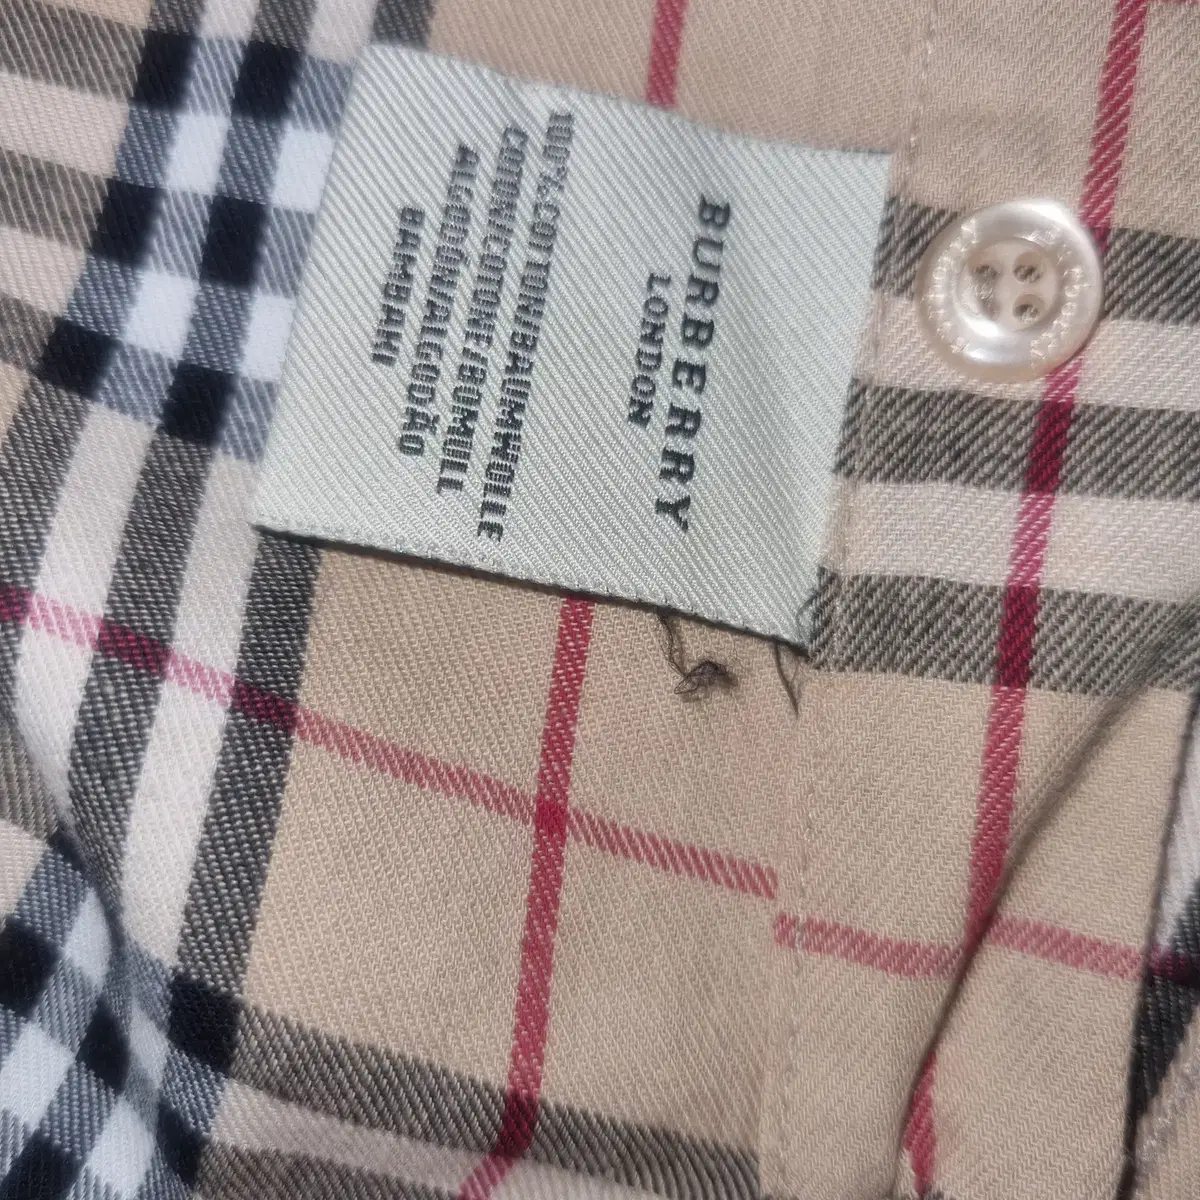 BURBERRY
LONDON
100%COTTON/BAUMWOLLE
COTON/COTONE/BOMULL
ALGODÓN/ALGODÃO
BAMBAKI